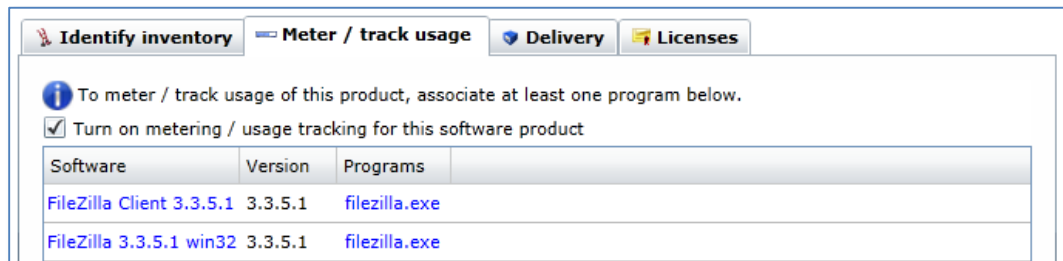 Identify inventory Meter / track usage Delivery Licenses
To meter / track usage of this product, associate at least one program below.
Turn on metering / usage tracking for this software product
Software Version Programs
FileZilla Client 3.3.5.1 3.3.5.1 filezilla.exe
FileZilla 3.3.5.1 win32 3.3.5.1 filezilla.exe